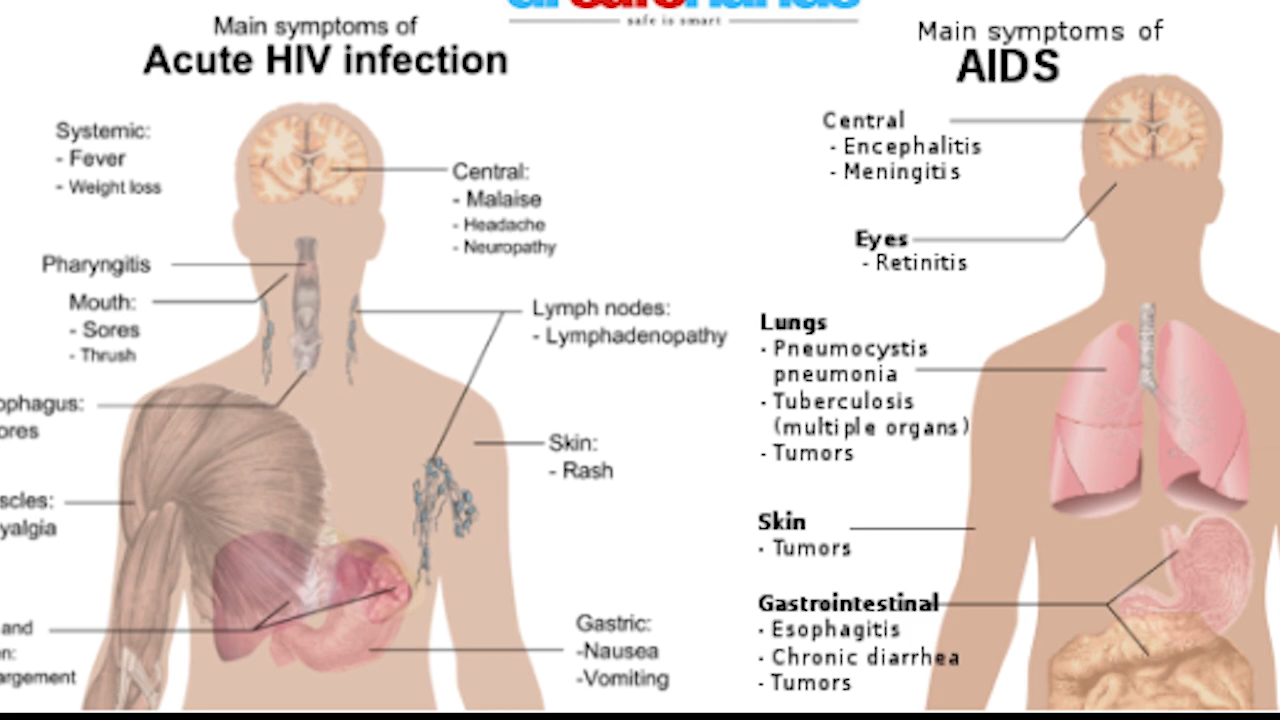 safe is smart
Main symptoms of
Acute HIV infection
Systemic:
- Fever
- Weight loss
Central:
- Malaise
- Headache
- Neuropathy
Pharyngitis
Mouth:
- Sores
- Thrush
Lymph nodes:
- Lymphadenopathy
ophagus:
ores
Skin:
- Rash
scles:
yalgia
and
n:
argement
Gastric:
-Nausea
-Vomiting
Main symptoms of
AIDS
Central
- Encephalitis
- Meningitis
Eyes
- Retinitis
Lungs
- Pneumocystis
pneumonia
- Tuberculosis
(multiple organs)
- Tumors
Skin
- Tumors
Gastrointestinal
- Esophagitis
- Chronic diarrhea
- Tumors